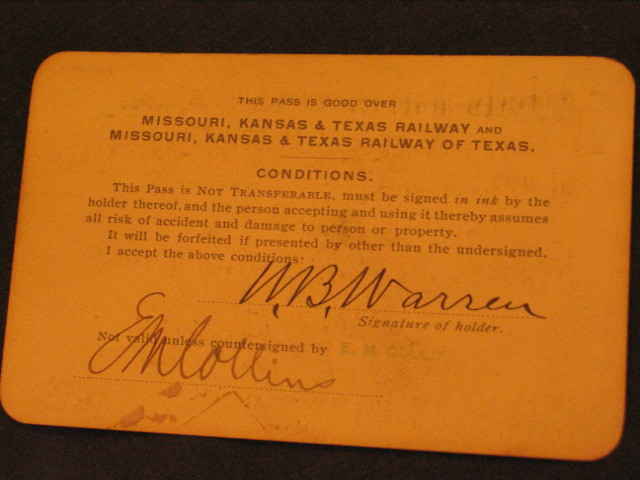 THIS PASS IS GOOD OVER
MISSOURI, KANSAS & TEXAS RAILWAY AND
MISSOURI, KANSAS & TEXAS RAILWAY OF TEXAS.
CONDITIONS.
This Pass is NOT TRANSFERABLE, must be signed in ink by the
holder thereof, and the person accepting and using it thereby assumes
all risk of accident and damage to person or property.
It will be forfeited if presented by other than the undersigned.
I accept the above conditions:
W. B. Warren
Signature of holder.
Not valid unless countersigned by E. M.
E M Collins